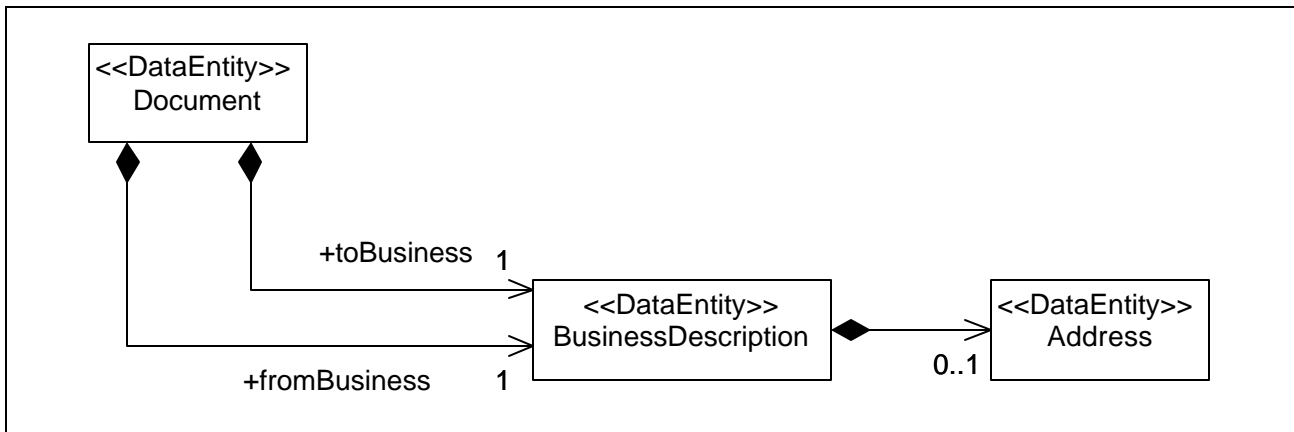 <<DataEntity>>
Document
+toBusiness
1
<<DataEntity>>
BusinessDescription
<<DataEntity>>
Address
0..1
+fromBusiness
1